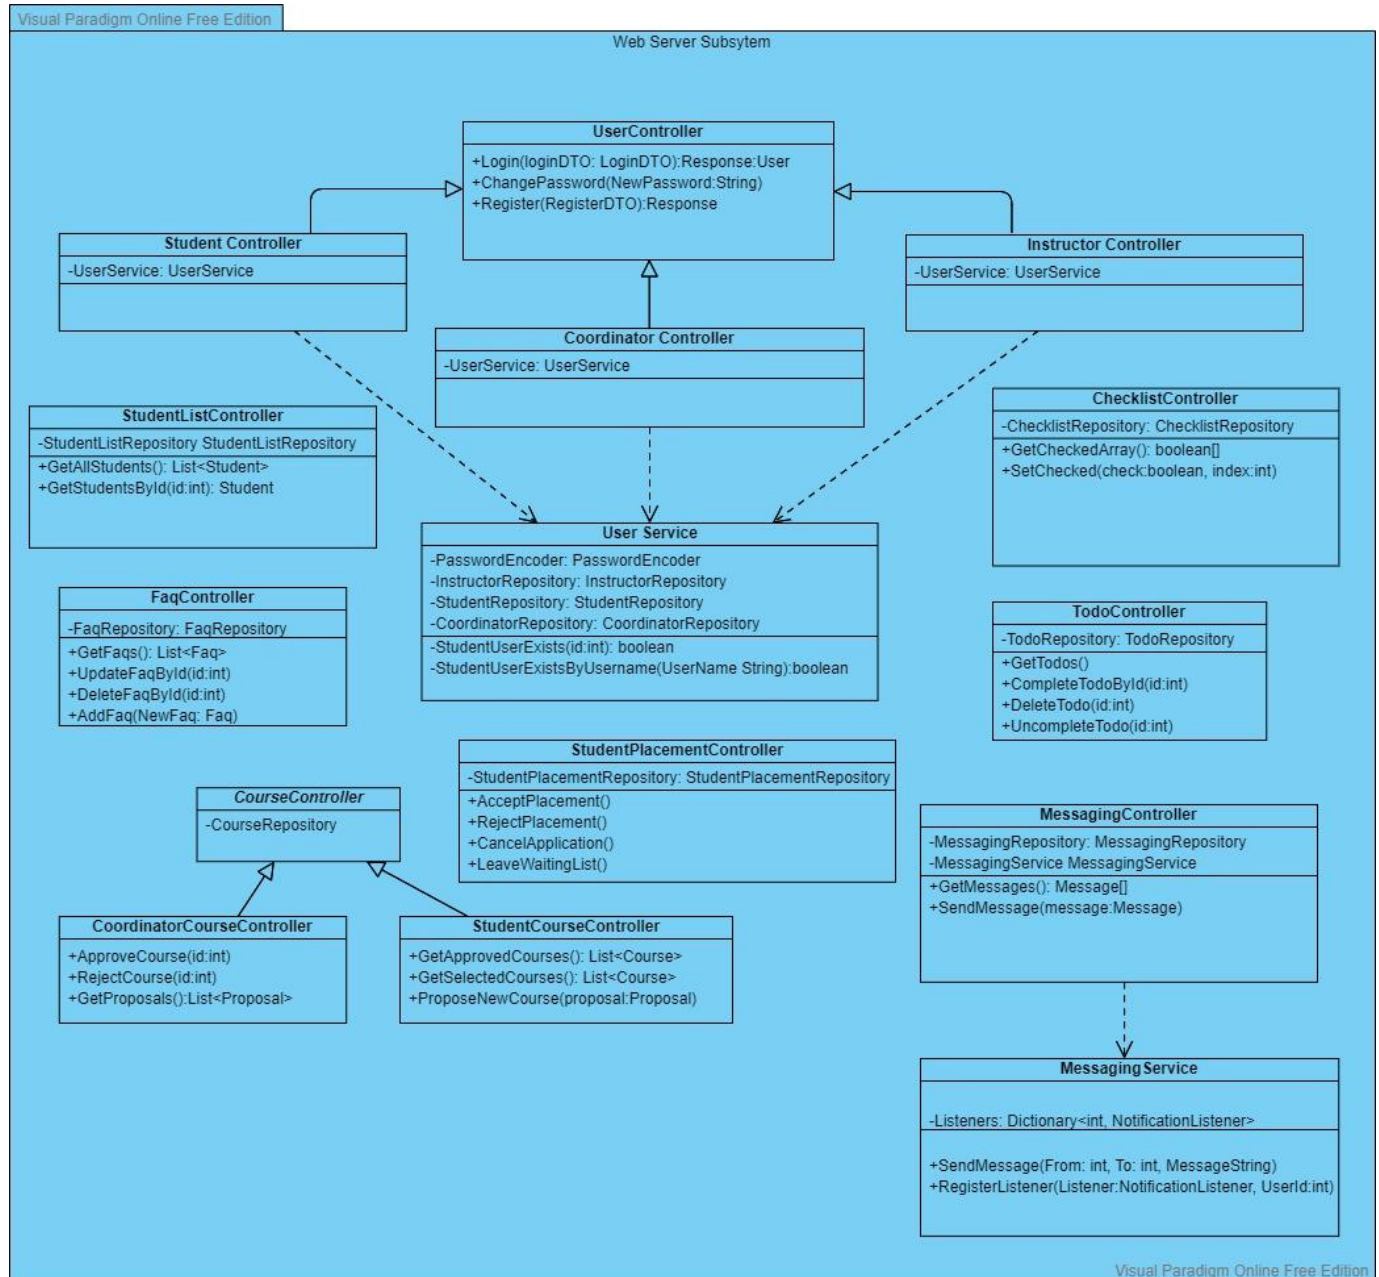 Visual Paradigm Online Free Edition
Web Server Subsytem
UserController
+Login(loginDTO: LoginDTO):Response:User
+ChangePassword(NewPassword:String)
+Register(RegisterDTO):Response
Student Controller
-UserService: UserService
Instructor Controller
-UserService: UserService
Coordinator Controller
-UserService: UserService
StudentListController
-StudentListRepository StudentListRepository
+GetAllStudents(): List<Student>
+GetStudentsById(id:int): Student
ChecklistController
-ChecklistRepository: ChecklistRepository
+GetCheckedArray(): boolean[]
+SetChecked(check:boolean, index:int)
User Service
-PasswordEncoder: PasswordEncoder
-InstructorRepository: InstructorRepository
-StudentRepository: StudentRepository
-CoordinatorRepository: CoordinatorRepository
-StudentUserExists(id:int): boolean
-StudentUserExistsByUsername(UserName String):boolean
FaqController
-FaqRepository: FaqRepository
+GetFaqs(): List<Faq>
+UpdateFaqById(id:int)
+DeleteFaqById(id:int)
+AddFaq(NewFaq: Faq)
TodoController
-TodoRepository: TodoRepository
+GetTodos()
+CompleteTodoById(id:int)
+DeleteTodo(id:int)
+UncompleteTodo(id:int)
StudentPlacementController
-StudentPlacementRepository: StudentPlacementRepository
+AcceptPlacement()
+RejectPlacement()
+CancelApplication()
+LeaveWaitingList()
CourseController
-CourseRepository
MessagingController
-MessagingRepository: MessagingRepository
-MessagingService MessagingService
+GetMessages(): Message[]
+SendMessage(message:Message)
CoordinatorCourseController
+ApproveCourse(id:int)
+RejectCourse(id:int)
+GetProposals():List<Proposal>
StudentCourseController
+GetApprovedCourses(): List<Course>
+GetSelectedCourses(): List<Course>
+ProposeNewCourse(proposal:Proposal)
MessagingService
-Listeners: Dictionary<int, NotificationListener>
+SendMessage(From: int, To: int, MessageString)
+RegisterListener(Listener:NotificationListener, UserId:int)
Visual Paradigm Online Free Edition